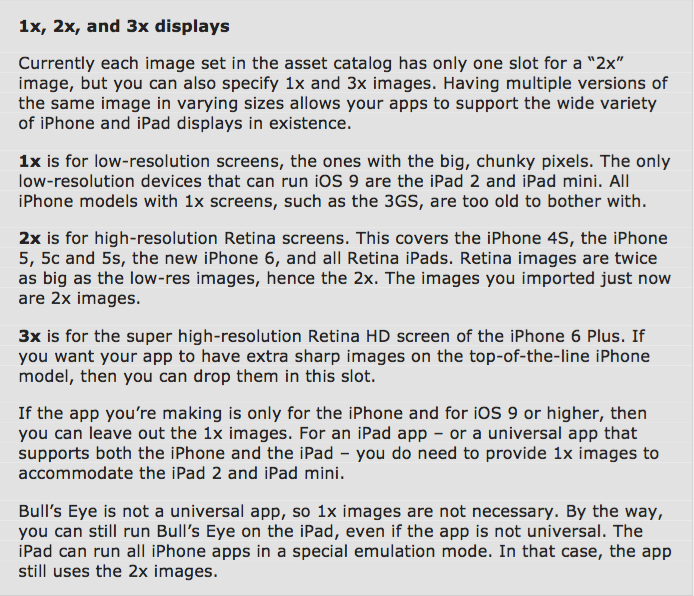 1x, 2x, and 3x displays
Currently each image set in the asset catalog has only one slot for a “2x”
image, but you can also specify 1x and 3x images. Having multiple versions of
the same image in varying sizes allows your apps to support the wide variety
of iPhone and iPad displays in existence.
1x is for low-resolution screens, the ones with the big, chunky pixels. The only
low-resolution devices that can run iOS 9 are the iPad 2 and iPad mini. All
iPhone models with 1x screens, such as the 3GS, are too old to bother with.
2x is for high-resolution Retina screens. This covers the iPhone 4S, the iPhone
5, 5c and 5s, the new iPhone 6, and all Retina iPads. Retina images are twice
as big as the low-res images, hence the 2x. The images you imported just now
are 2x images.
3x is for the super high-resolution Retina HD screen of the iPhone 6 Plus. If
you want your app to have extra sharp images on the top-of-the-line iPhone
model, then you can drop them in this slot.
If the app you’re making is only for the iPhone and for iOS 9 or higher, then
you can leave out the 1x images. For an iPad app – or a universal app that
supports both the iPhone and the iPad – you do need to provide 1x images to
accommodate the iPad 2 and iPad mini.
Bull’s Eye is not a universal app, so 1x images are not necessary. By the way,
you can still run Bull’s Eye on the iPad, even if the app is not universal. The
iPad can run all iPhone apps in a special emulation mode. In that case, the app
still uses the 2x images.